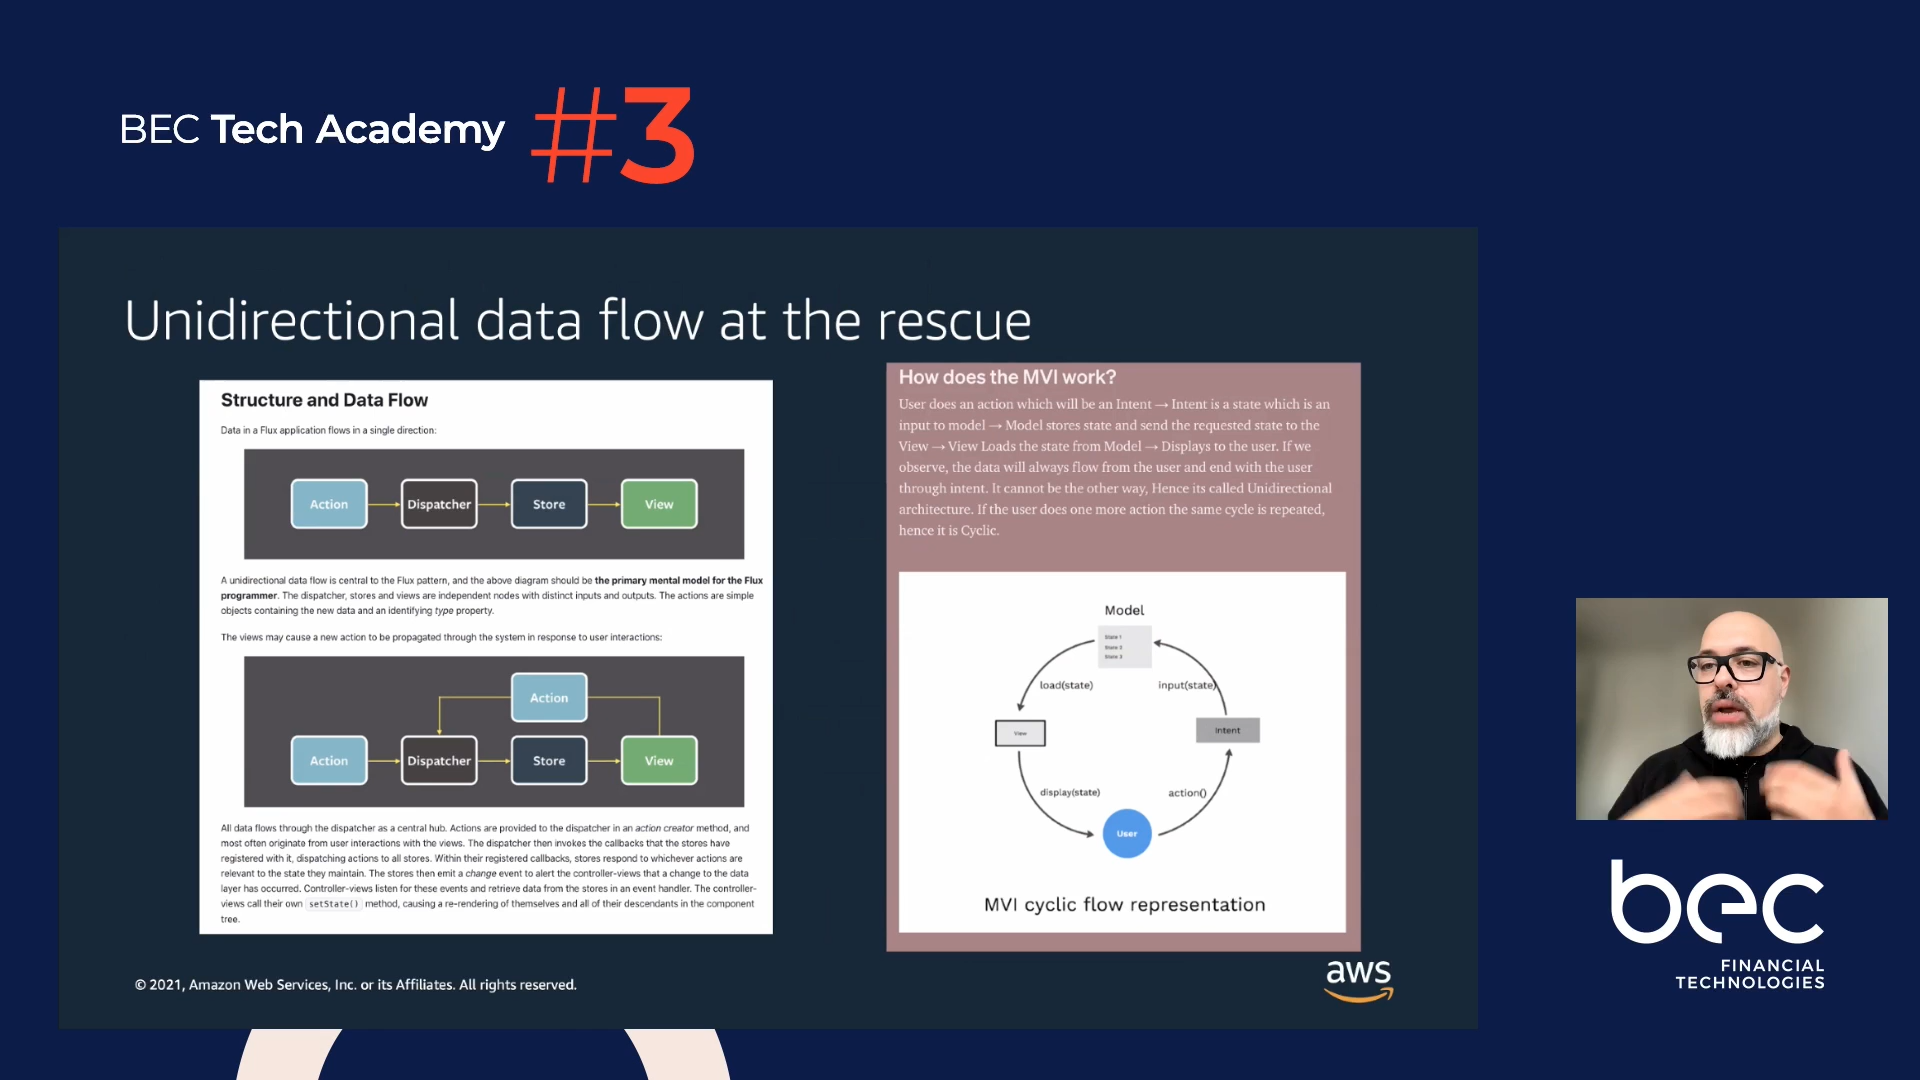 BEC Tech Academy #3
Unidirectional data flow at the rescue
Structure and Data Flow
Data in a Flux application flows in a single direction:
Action
Dispatcher
Store
View
A unidirectional data flow is central to the Flux pattern, and the above diagram should be the primary mental model for the Flux
programmer. The dispatcher, stores and views are independent nodes with distinct inputs and outputs. The actions are simple
objects containing the new data and an identifying type property.
The views may cause a new action to be propagated through the system in response to user interactions:
Action
Action
Dispatcher
Store
View
All data flows through the dispatcher as a central hub. Actions are provided to the dispatcher in an action creator method, and
most often originate from user interactions with the views. The dispatcher then invokes the callbacks that the stores have
registered with it, dispatching actions to all stores. Within their registered callbacks, stores respond to whichever actions are
relevant to the state they maintain. The stores then emit a change event to alert the controller-views that a change to the data
layer has occurred. Controller-views listen for these events and retrieve data from the stores in an event handler. The controller-
views call their own setState() method, causing a re-rendering of themselves and all of their descendants in the component
tree.
How does the MVI work?
User does an action which will be an Intent → Intent is a state which is an
input to model → Model stores state and send the requested state to the
View → View Loads the state from Model → Displays to the user. If we
observe, the data will always flow from the user and end with the user
through intent. It cannot be the other way, Hence its called Unidirectional
architecture. If the user does one more action the same cycle is repeated,
hence it is Cyclic.
Model
State 1
State 2
State 3
load(state)
input(state)
View
Intent
display(state)
action()
User
MVI cyclic flow representation
© 2021, Amazon Web Services, Inc. or its Affiliates. All rights reserved.
aws
bec
FINANCIAL
TECHNOLOGIES